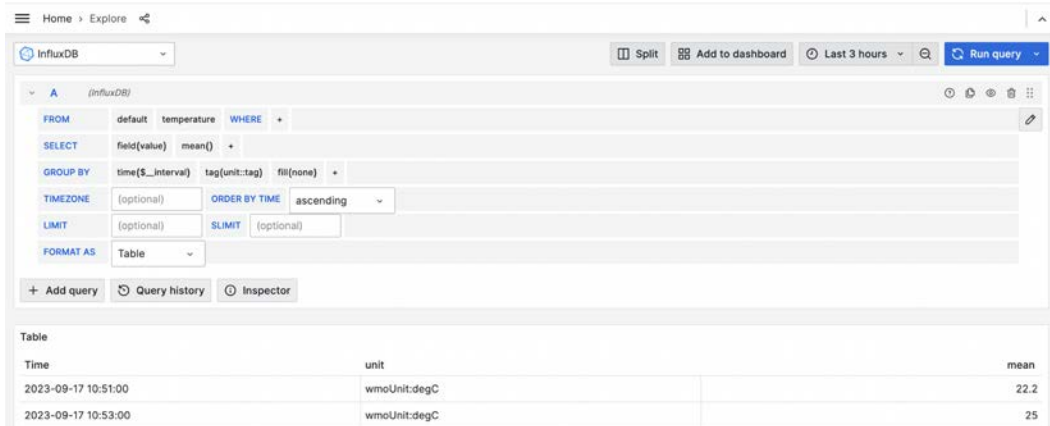 Home › Explore
InfluxDB Split Add to dashboard Last 3 hours Run query
A (InfluxDB)
FROM default temperature WHERE +
SELECT field(value) mean() +
GROUP BY time($__interval) tag(unit::tag) fill(none) +
TIMEZONE (optional) ORDER BY TIME ascending
LIMIT (optional) SLIMIT (optional)
FORMAT AS Table
+ Add query Query history Inspector
Table
Time unit mean
2023-09-17 10:51:00 wmoUnit:degC 22.2
2023-09-17 10:53:00 wmoUnit:degC 25